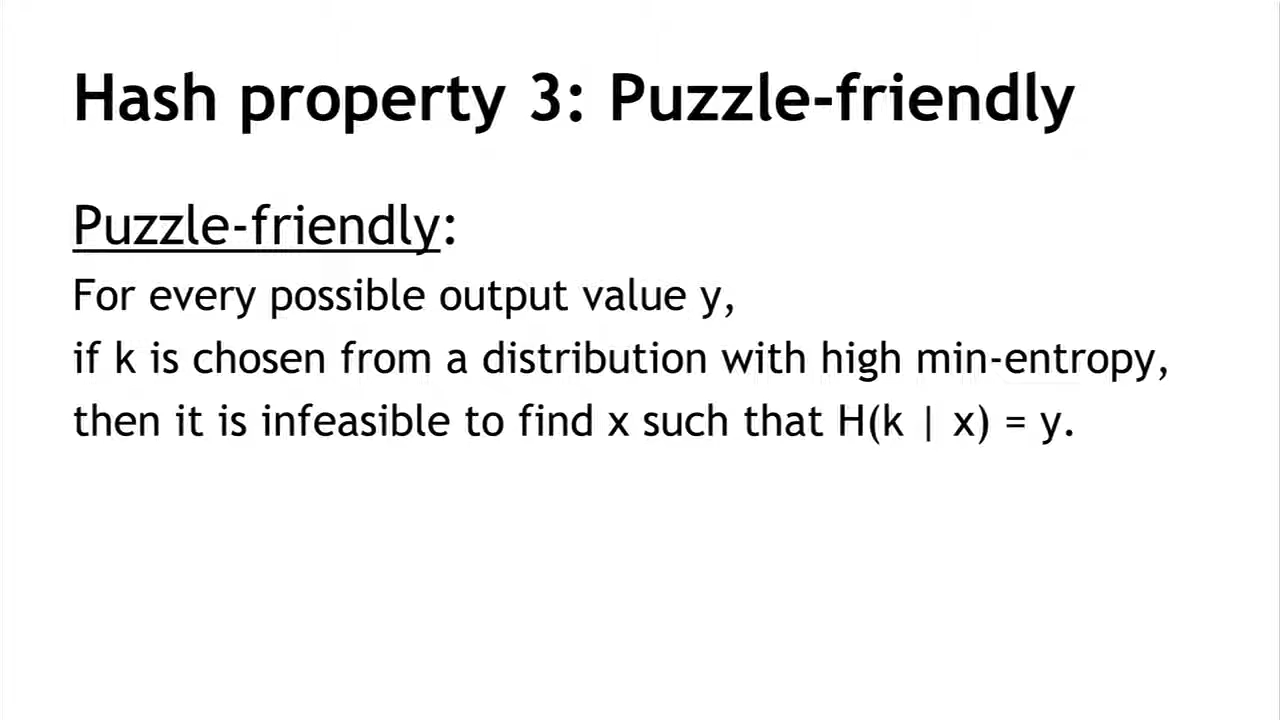 Hash property 3: Puzzle-friendly
Puzzle-friendly:
For every possible output value y,
if k is chosen from a distribution with high min-entropy,
then it is infeasible to find x such that H(k | x) = y.